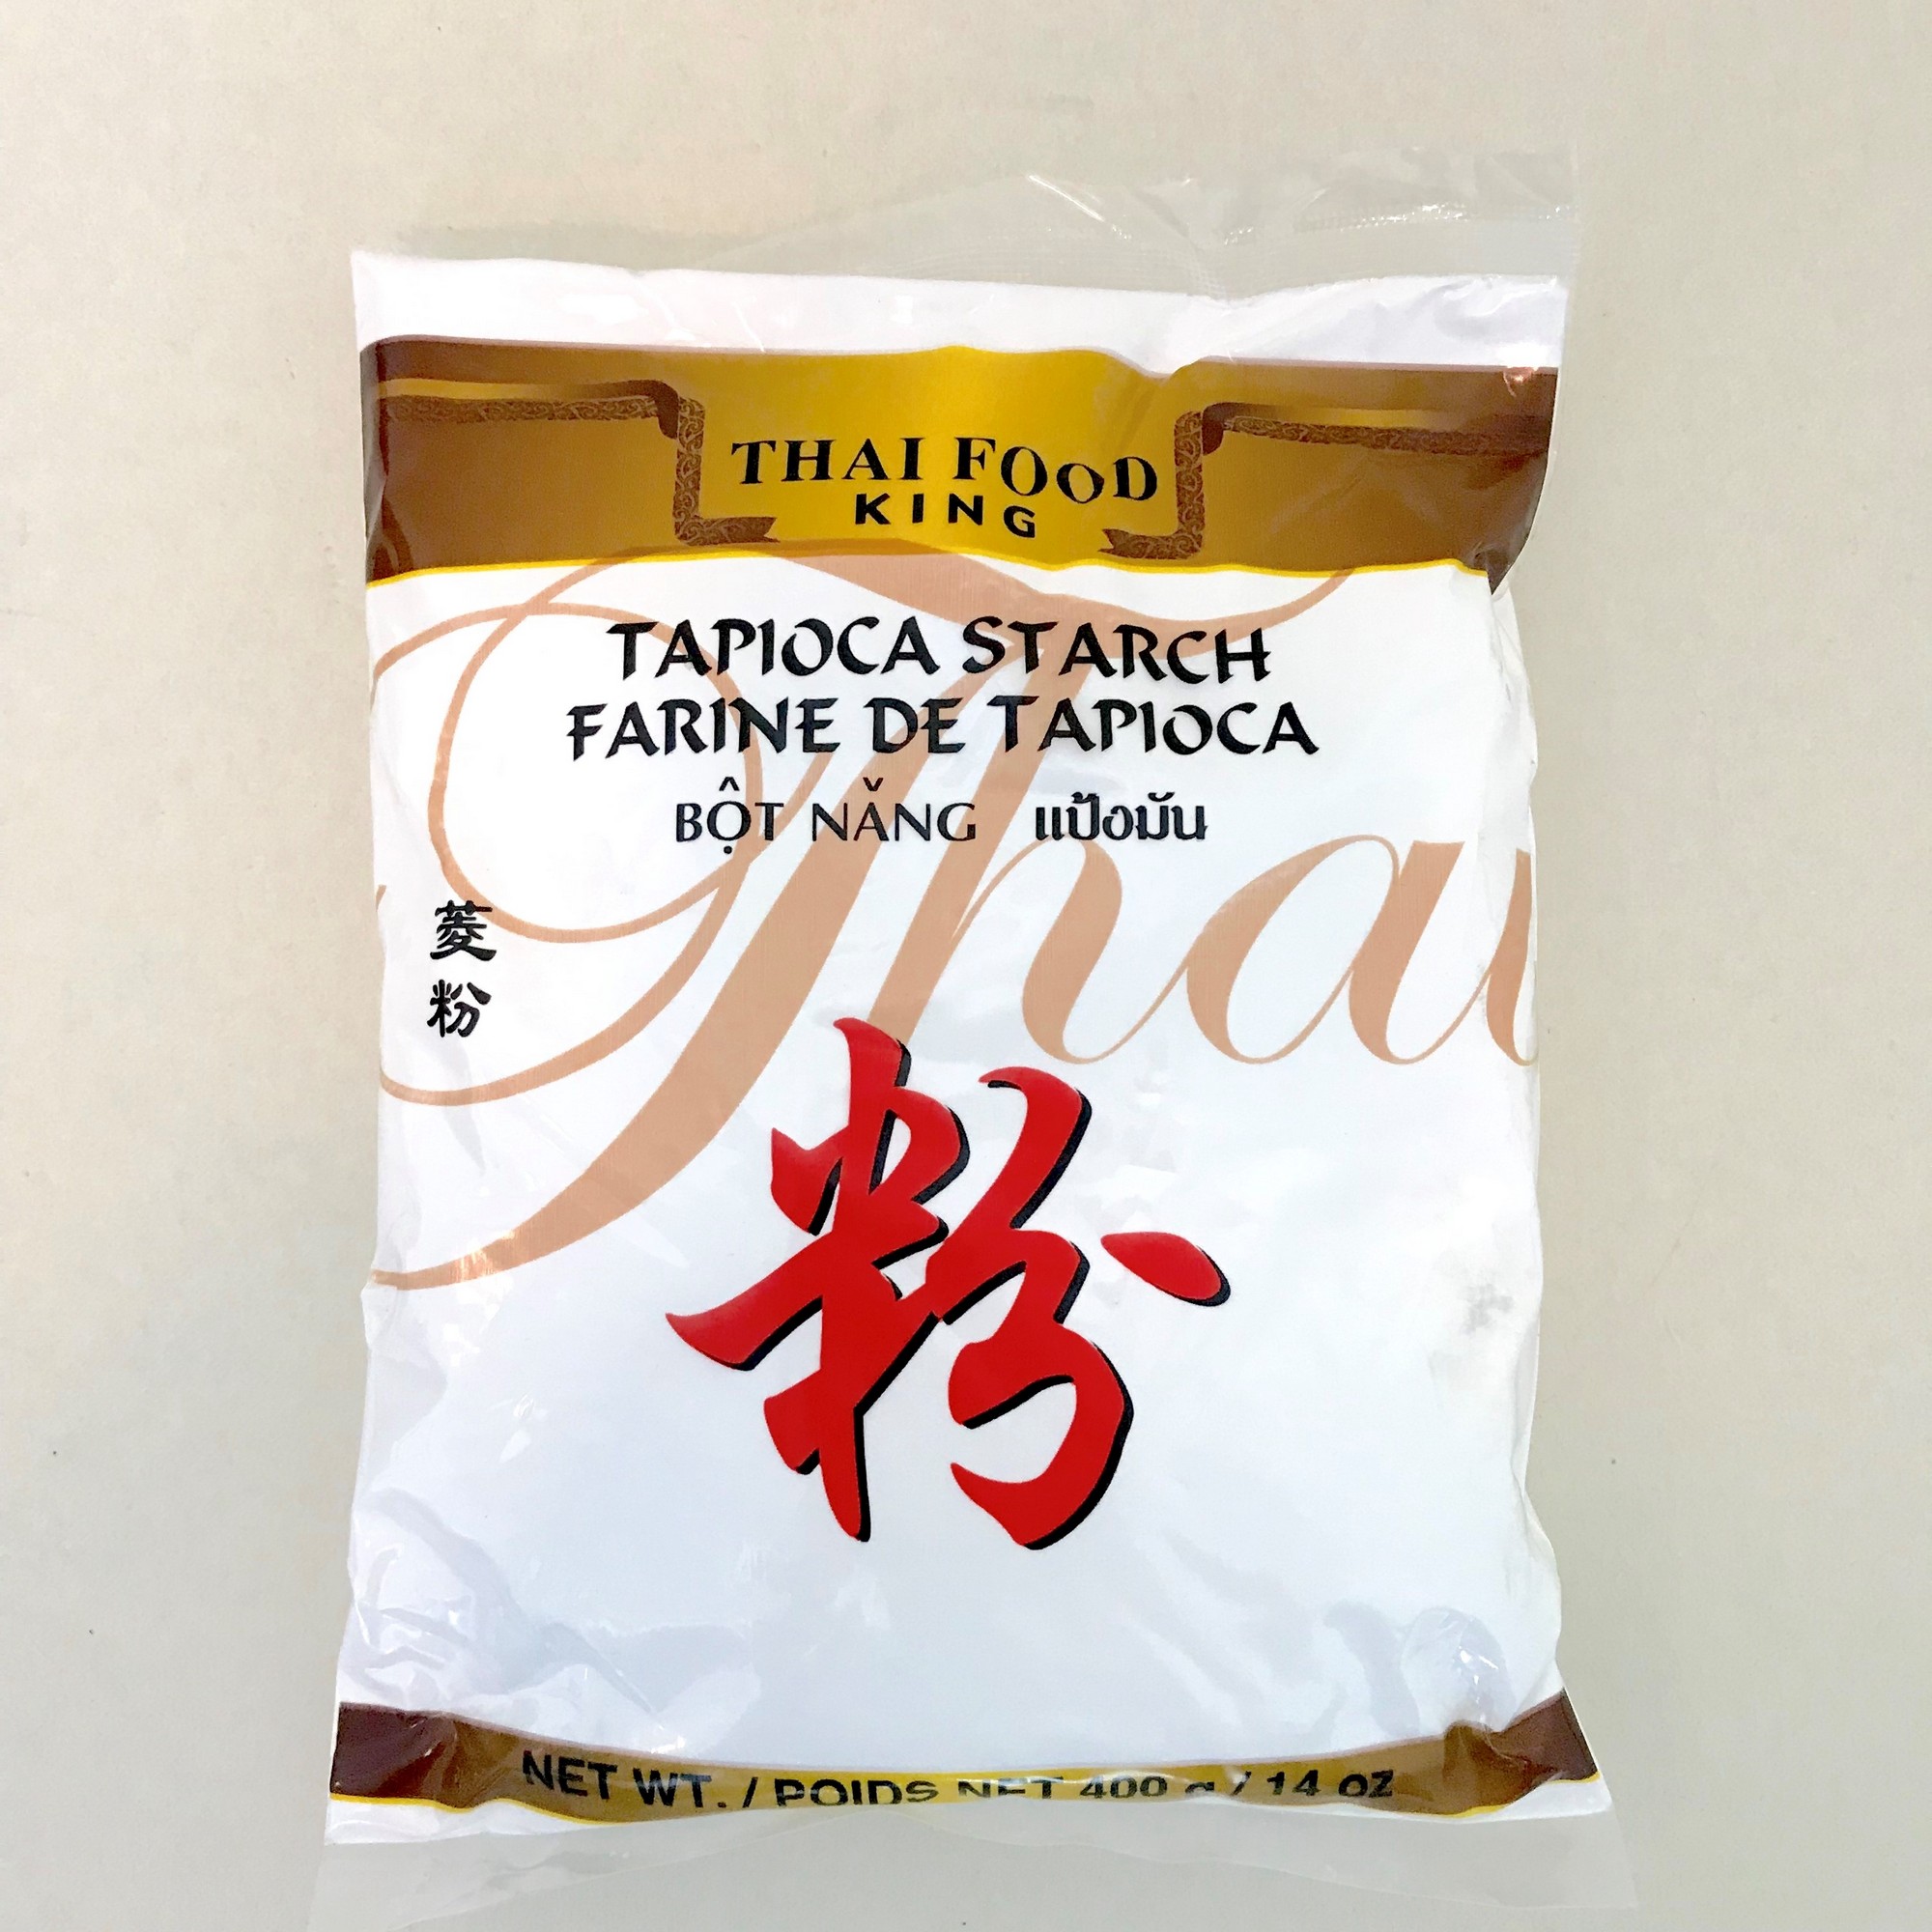 THAI FOOD
KING
TAPIOCA STARCH
FARINE DE TAPIOCA
BỘT NĂNG แป้งมัน
Thai
菱粉
粉
NET WT. / POIDS NET 400 g / 14 oz